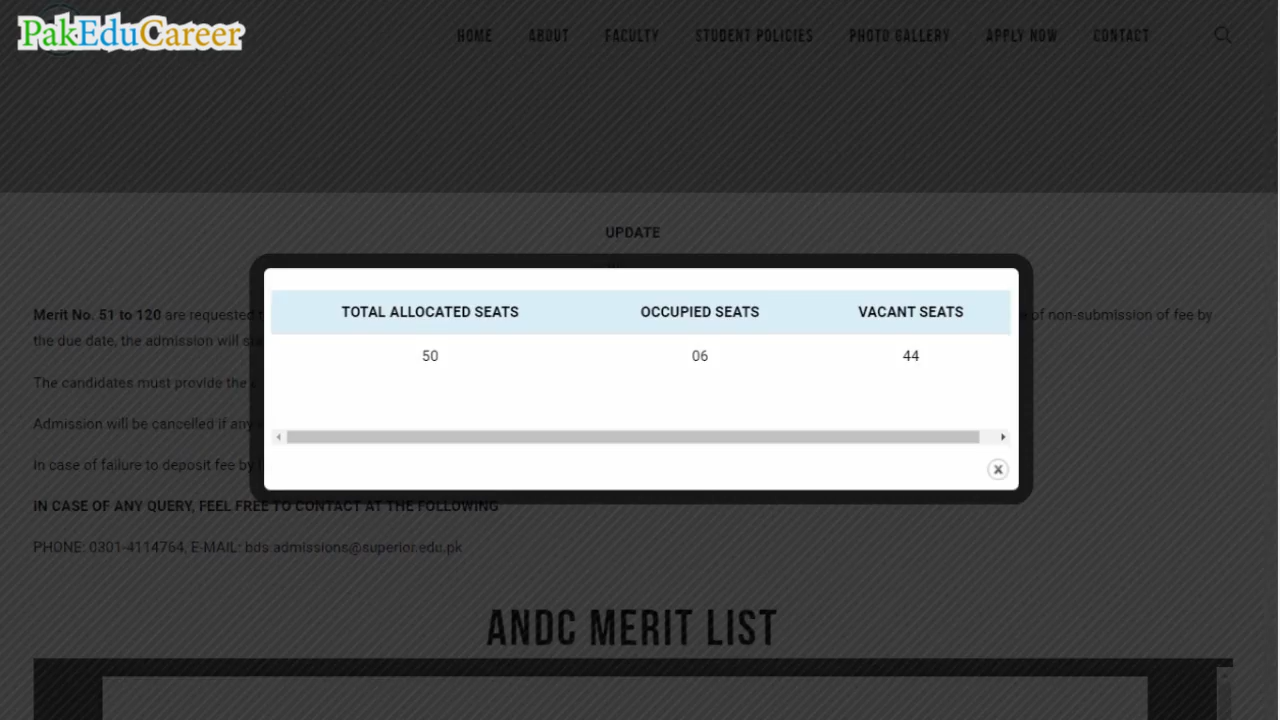 PakEduCareer
HOME ABOUT FACULTY STUDENT POLICIES PHOTO GALLERY APPLY NOW CONTACT
UPDATE
TOTAL ALLOCATED SEATS OCCUPIED SEATS VACANT SEATS
50 06 44
Merit No. 51 to 120 are requested of non-submission of fee by
the due date, the admission will
The candidates must provide the
Admission will be cancelled if any
In case of failure to deposit fee by
IN CASE OF ANY QUERY, FEEL FREE TO CONTACT AT THE FOLLOWING
PHONE: 0301-4114764, E-MAIL: bds.admissions@superior.edu.pk
ANDC MERIT LIST